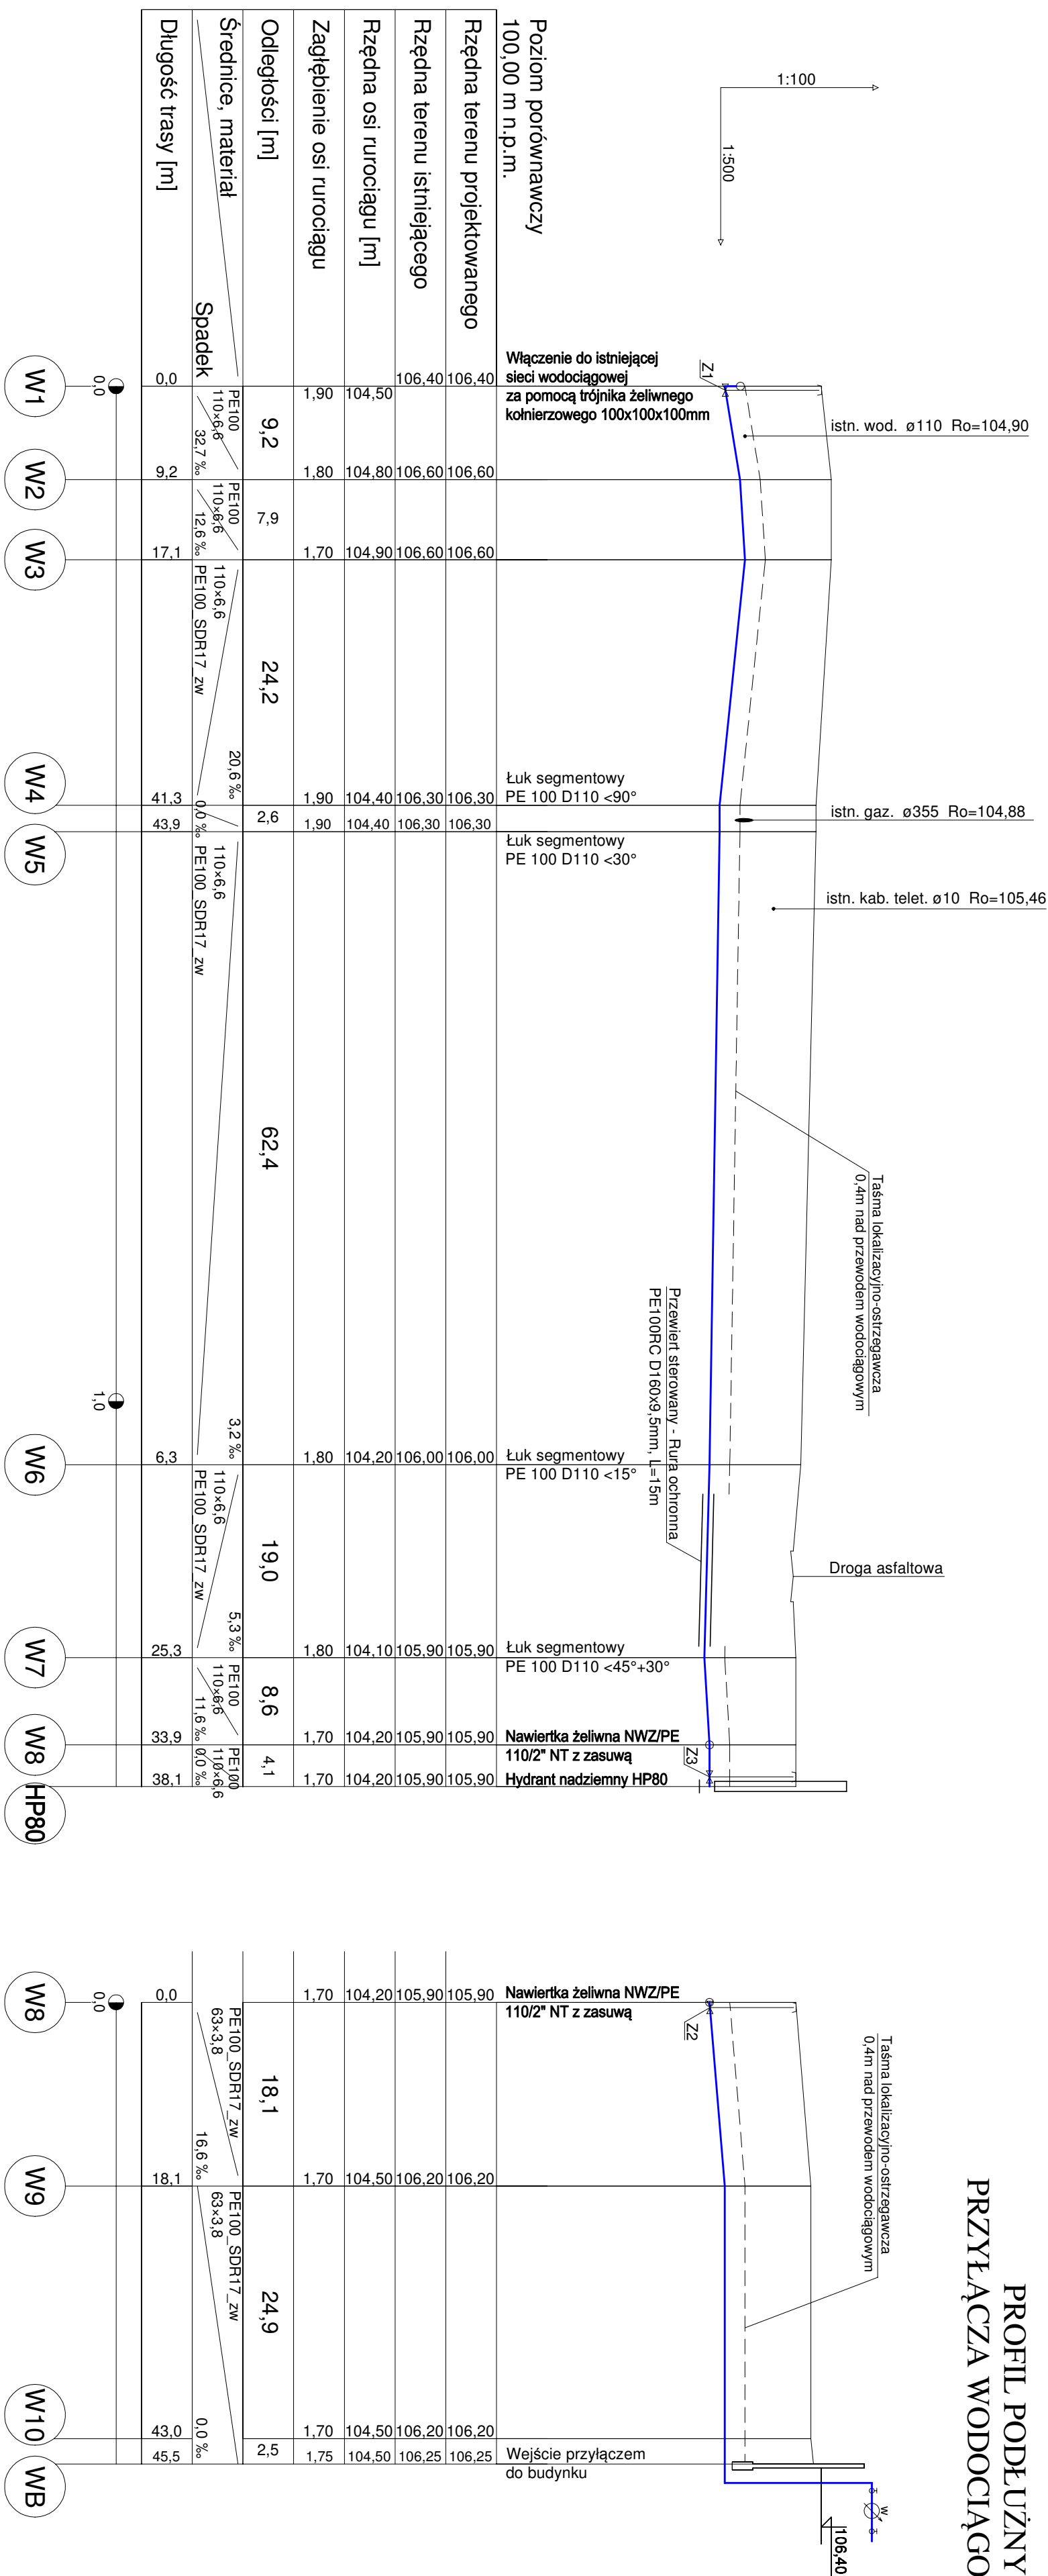 PROFIL PODŁUŻNY
PRZYŁĄCZA WODOCIĄGO
1:100
1:500
Poziom porównawczy
100,00 m n.p.m.
Rzędna terenu projektowanego
Rzędna terenu istniejącego
Rzędna osi rurociągu [m]
Zagłębienie osi rurociągu
Odległości [m]
Średnice, materiał
Spadek
Długość trasy [m]
istn. wod. ø110 Ro=104,90
istn. gaz. ø355 Ro=104,88
istn. kab. telet. ø10 Ro=105,46
Taśma lokalizacyjno-ostrzegawcza
0,4m nad przewodem wodociągowym
Przewiert sterowany - Rura ochronna
PE100RC D160x9,5mm, L=15m
Droga asfaltowa
Z1
Włączenie do istniejącej
sieci wodociągowej
za pomocą trójnika żeliwnego
kołnierzowego 100x100x100mm
Łuk segmentowy
PE 100 D110 <90°
Łuk segmentowy
PE 100 D110 <30°
Łuk segmentowy
PE 100 D110 <15°
Łuk segmentowy
PE 100 D110 <45°+30°
Nawiertka żeliwna NWZ/PE
110/2" NT z zasuwą
Z3
Hydrant nadziemny HP80
106,40 106,40
104,50
1,90
0,0
106,60 106,60
104,80
1,80
9,2
106,60 106,60
104,90
1,70
17,1
106,30 106,30
104,40
1,90
41,3
106,30 106,30
104,40
1,90
43,9
106,00 106,00
104,20
1,80
6,3
105,90 105,90
104,10
1,80
25,3
105,90 105,90
104,20
1,70
33,9
105,90 105,90
104,20
1,70
38,1
9,2
7,9
24,2
2,6
62,4
19,0
8,6
4,1
PE100
110×6,6
32,7 ‰
PE100
110×6,6
12,6 ‰
110×6,6
PE100_SDR17_zw
20,6 ‰
0,0 ‰
110×6,6
PE100_SDR17_zw
3,2 ‰
110×6,6
PE100_SDR17_zw
5,3 ‰
PE100
110×6,6
11,6 ‰
PE100
110×6,6
0,0 ‰
0,0
1,0
W1
W2
W3
W4
W5
W6
W7
W8
HP80
Taśma lokalizacyjno-ostrzegawcza
0,4m nad przewodem wodociągowym
Z2
Nawiertka żeliwna NWZ/PE
110/2" NT z zasuwą
Wejście przyłączem
do budynku
W
106,40
105,90 105,90
104,20
1,70
0,0
106,20 106,20
104,50
1,70
18,1
106,20 106,20
104,50
1,70
43,0
106,25 106,25
104,50
1,75
45,5
18,1
24,9
2,5
PE100_SDR17_zw
63×3,8
16,6 ‰
PE100_SDR17_zw
63×3,8
0,0 ‰
0,0
W8
W9
W10
WB